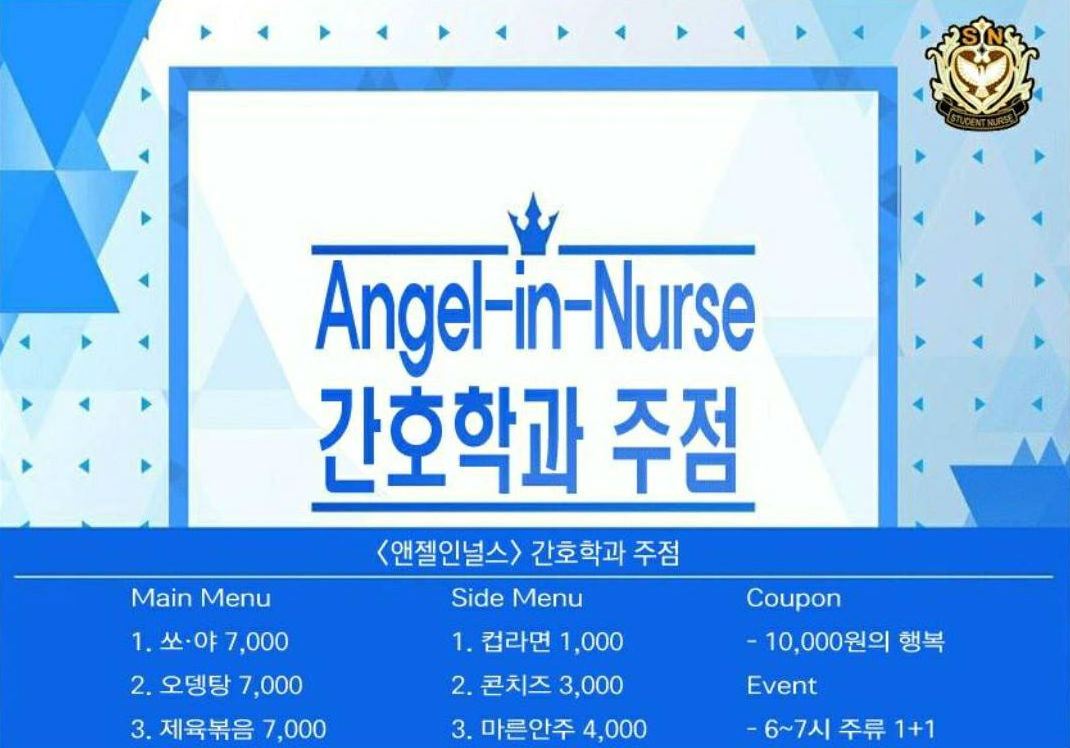 SN
STUDENT NURSE
Angel-in-Nurse
간호학과 주점
〈앤젤인널스〉 간호학과 주점
Main Menu
1. 쏘·야 7,000
2. 오뎅탕 7,000
3. 제육볶음 7,000
Side Menu
1. 컵라면 1,000
2. 콘치즈 3,000
3. 마른안주 4,000
Coupon
- 10,000원의 행복
Event
- 6~7시 주류 1+1